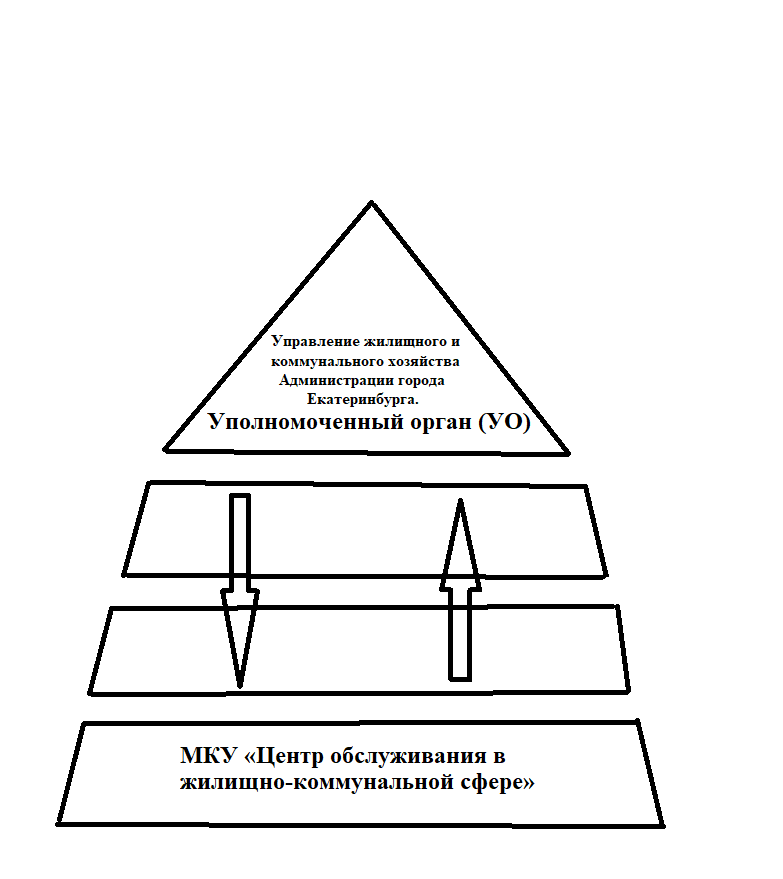 Управление жилищного и
коммунального хозяйства
Администрации города
Екатеринбурга.
Уполномоченный орган (УО)
МКУ «Центр обслуживания в
жилищно-коммунальной сфере»